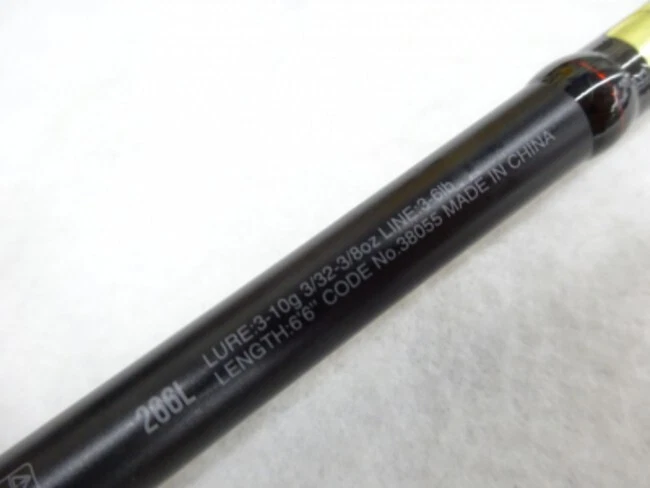 266L
LURE:3-10g 3/32-3/8oz LINE:3-6lb
LENGTH:6'6" CODE No.38055 MADE IN CHINA